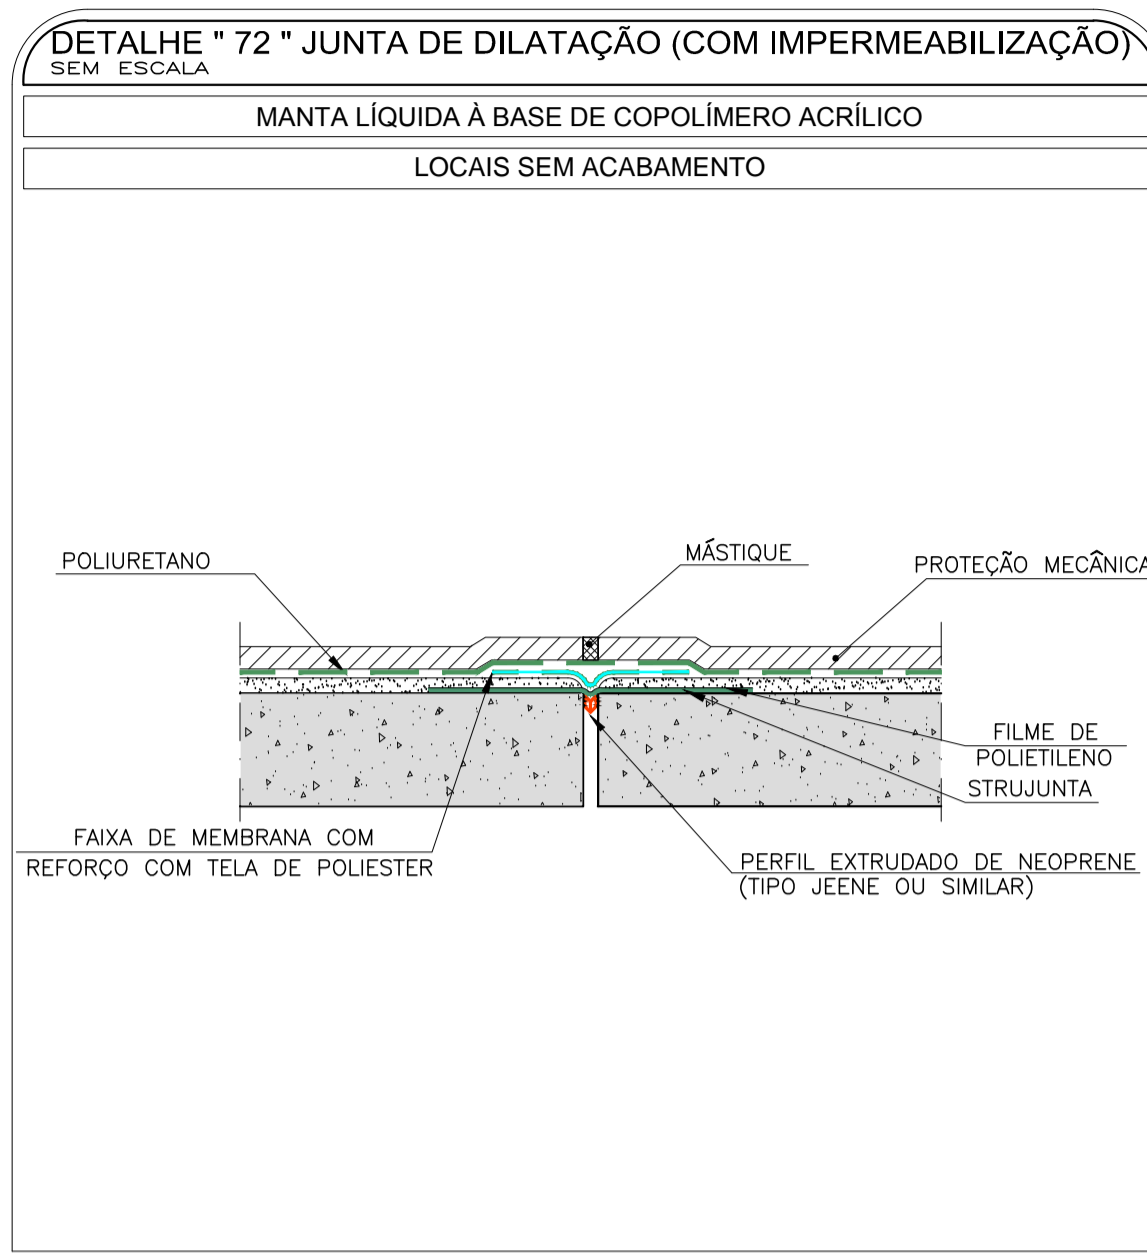 DETALHE " 72 " JUNTA DE DILATAÇÃO (COM IMPERMEABILIZAÇÃO)
SEM ESCALA
MANTA LÍQUIDA À BASE DE COPOLÍMERO ACRÍLICO
LOCAIS SEM ACABAMENTO
POLIURETANO
MÁSTIQUE
PROTEÇÃO MECÂNICA
FILME DE
POLIETILENO
STRUJUNTA
FAIXA DE MEMBRANA COM
REFORÇO COM TELA DE POLIESTER
PERFIL EXTRUDADO DE NEOPRENE
(TIPO JEENE OU SIMILAR)